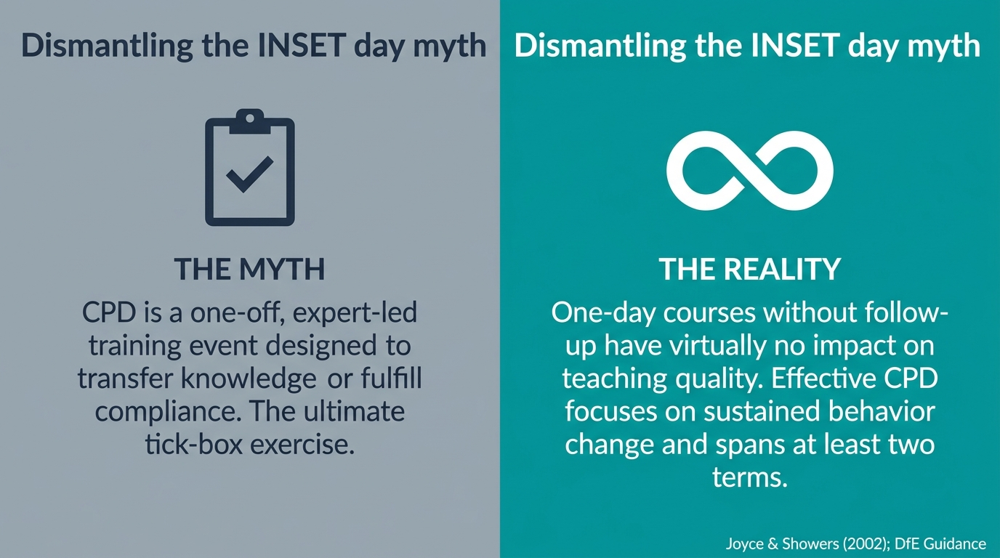 Dismantling the INSET day myth
THE MYTH
CPD is a one-off, expert-led
training event designed to
transfer knowledge or fulfill
compliance. The ultimate
tick-box exercise.
Dismantling the INSET day myth
THE REALITY
One-day courses without follow-
up have virtually no impact on
teaching quality. Effective CPD
focuses on sustained behavior
change and spans at least two
terms.
Joyce & Showers (2002); DfE Guidance